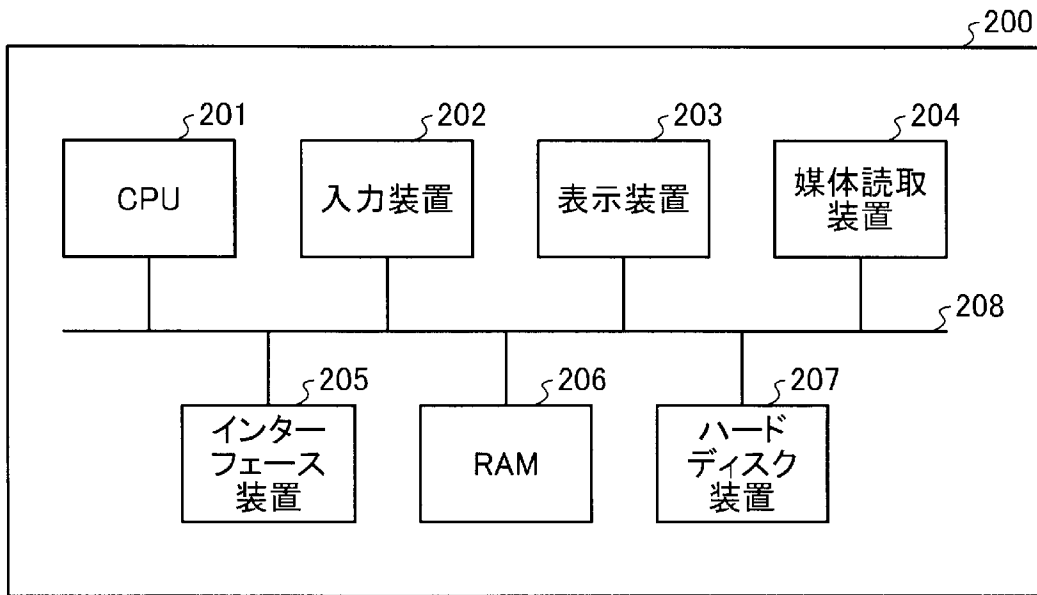 200
201
202
203
204
CPU
入力装置
表示装置
媒体読取
装置
208
205
206
207
インター
フェース
装置
RAM
ハード
ディスク
装置